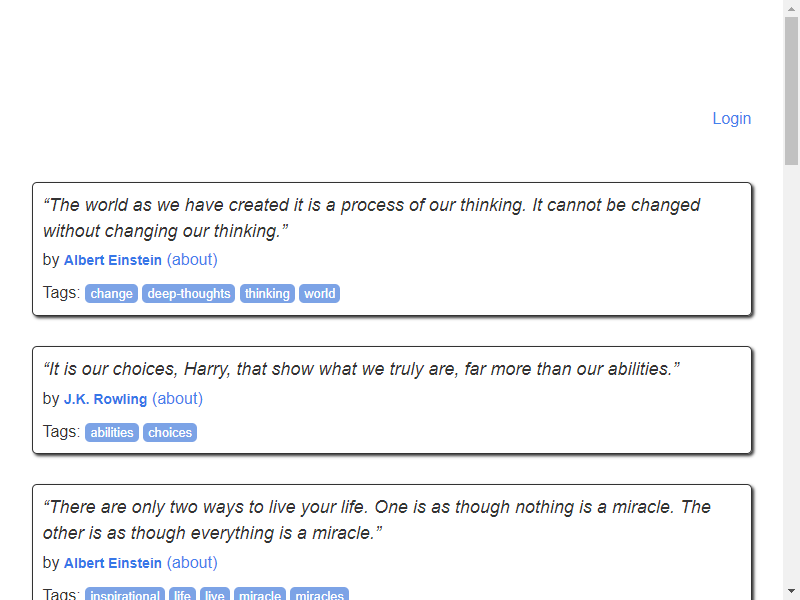 Login
“The world as we have created it is a process of our thinking. It cannot be changed
without changing our thinking.”
by Albert Einstein (about)
Tags: change deep-thoughts thinking world
“It is our choices, Harry, that show what we truly are, far more than our abilities.”
by J.K. Rowling (about)
Tags: abilities choices
“There are only two ways to live your life. One is as though nothing is a miracle. The
other is as though everything is a miracle.”
by Albert Einstein (about)
Tags: inspirational life live miracle miracles